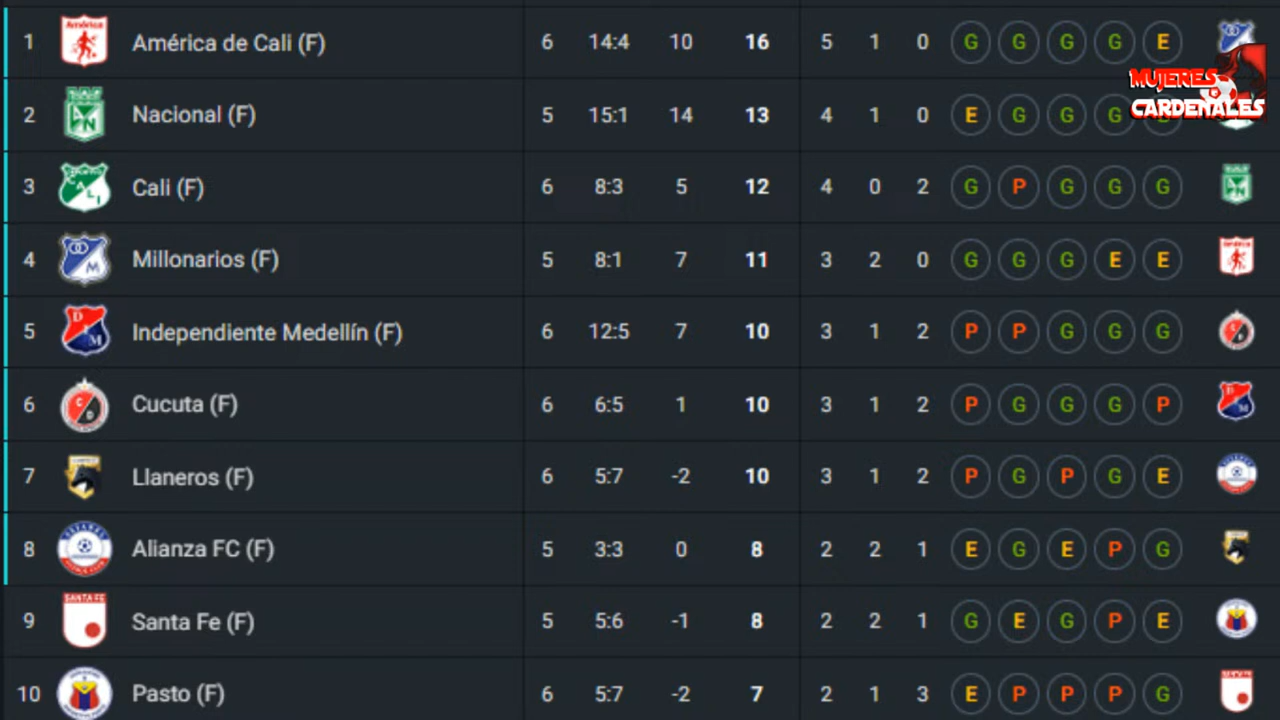 1 América de Cali (F) 6 14:4 10 16 5 1 0 G G G G E
MUJERES
CARDENALES
2 Nacional (F) 5 15:1 14 13 4 1 0 E G G G
3 Cali (F) 6 8:3 5 12 4 0 2 G P G G G
4 Millonarios (F) 5 8:1 7 11 3 2 0 G G G E E
5 Independiente Medellín (F) 6 12:5 7 10 3 1 2 P P G G G
6 Cucuta (F) 6 6:5 1 10 3 1 2 P G G G P
7 Llaneros (F) 6 5:7 -2 10 3 1 2 P G P G E
8 Alianza FC (F) 5 3:3 0 8 2 2 1 E G E P G
9 Santa Fe (F) 5 5:6 -1 8 2 2 1 G E G P E
10 Pasto (F) 6 5:7 -2 7 2 1 3 E P P P G